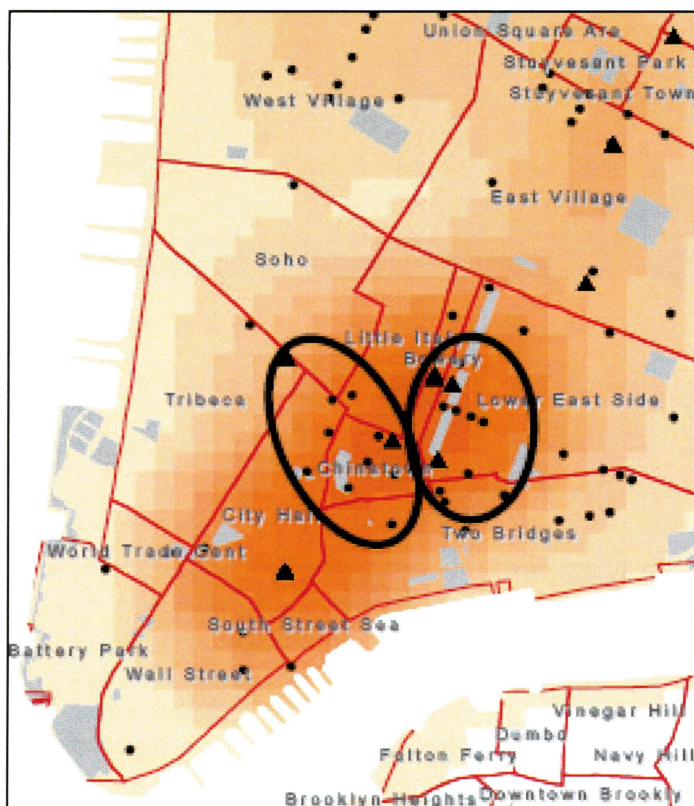 Union Square Are
Stuyvesant Park
Stuyvesant Town
West Village
East Village
Soho
Little Ital
Bowery
Tribeca
Lower East Side
Chinatown
City Hall
Two Bridges
World Trade Cent
South Street Sea
Battery Park
Wall Street
Vinegar Hill
Dumbo
Fulton Ferry
Navy Hill
Brooklyn Heights
Downtown Brookly